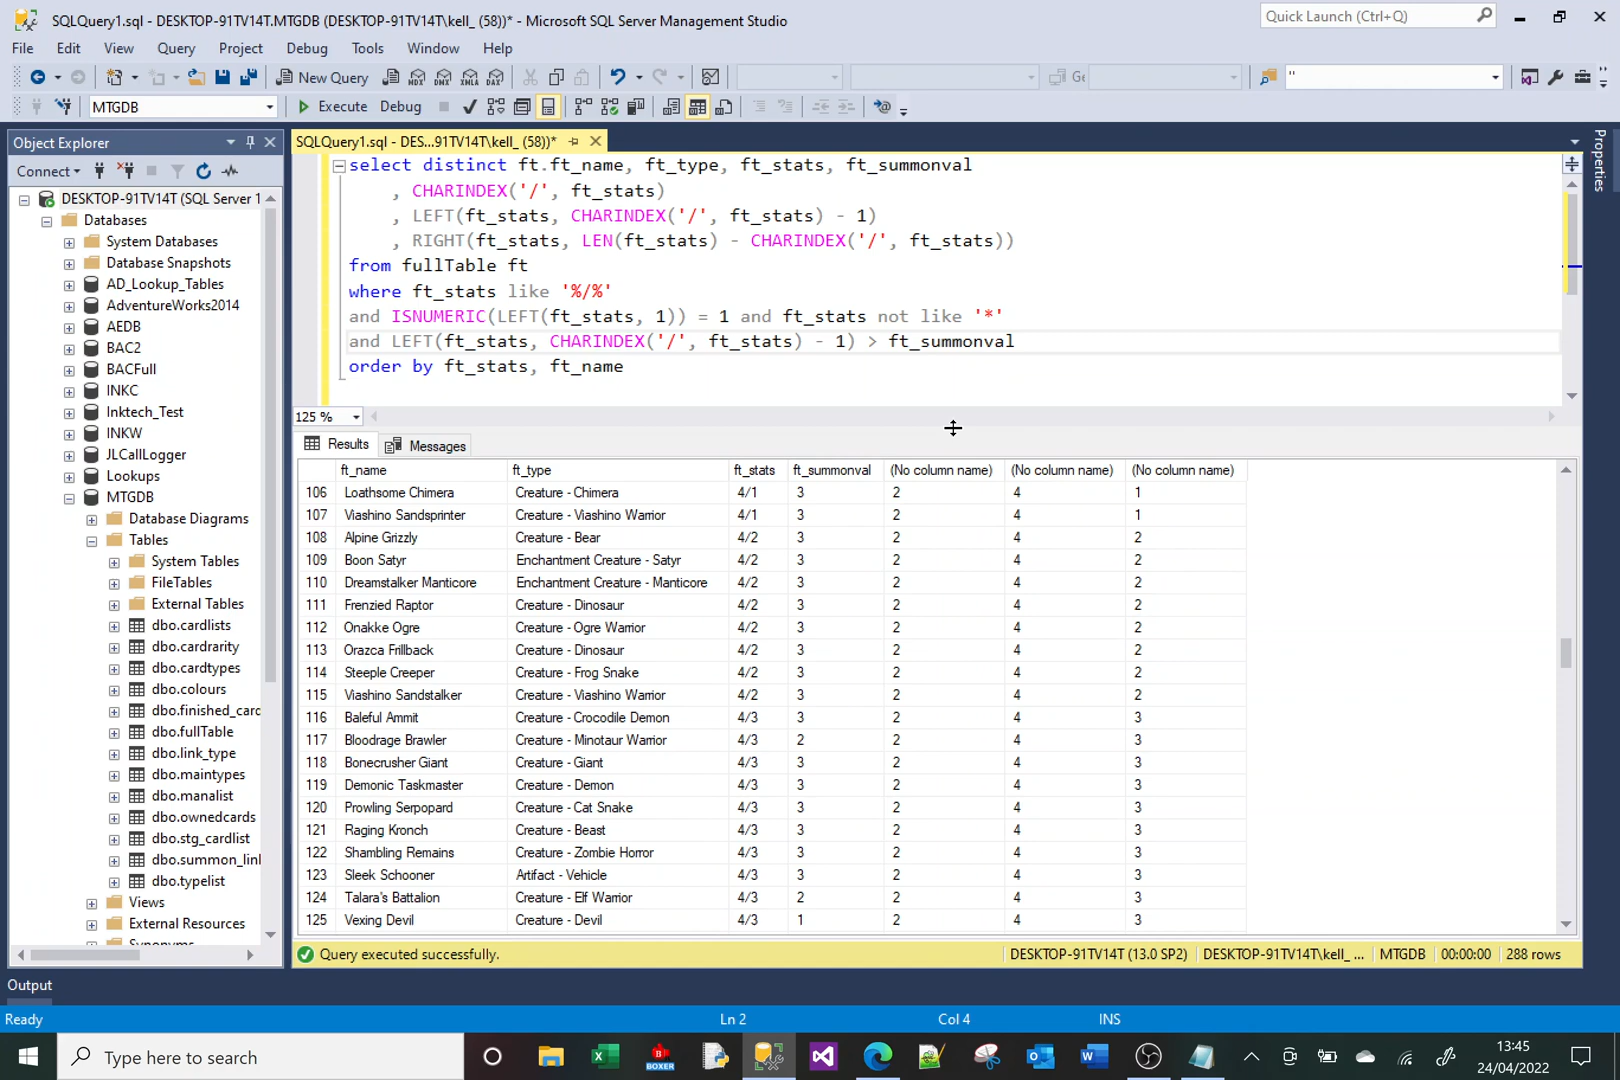 SQLQuery1.sql - DESKTOP-91TV14T.MTGDB (DESKTOP-91TV14T\kell_ (58))* - Microsoft SQL Server Management Studio
Quick Launch (Ctrl+Q)
File Edit View Query Project Debug Tools Window Help
New Query MDX DMX XMLA DAX Ge "
MTGDB Execute Debug
Object Explorer
SQLQuery1.sql - DES...91TV14T\kell_ (58))*
Properties
Connect
DESKTOP-91TV14T (SQL Server 1
Databases
System Databases
Database Snapshots
AD_Lookup_Tables
AdventureWorks2014
AEDB
BAC2
BACFull
INKC
Inktech_Test
INKW
JLCallLogger
Lookups
MTGDB
Database Diagrams
Tables
System Tables
FileTables
External Tables
dbo.cardlists
dbo.cardrarity
dbo.cardtypes
dbo.colours
dbo.finished_card
dbo.fullTable
dbo.link_type
dbo.maintypes
dbo.manalist
dbo.ownedcards
dbo.stg_cardlist
dbo.summon_linl
dbo.typelist
Views
External Resources
Synonyms
select distinct ft.ft_name, ft_type, ft_stats, ft_summonval
, CHARINDEX('/', ft_stats)
, LEFT(ft_stats, CHARINDEX('/', ft_stats) - 1)
, RIGHT(ft_stats, LEN(ft_stats) - CHARINDEX('/', ft_stats))
from fullTable ft
where ft_stats like '%/%'
and ISNUMERIC(LEFT(ft_stats, 1)) = 1 and ft_stats not like '*'
and LEFT(ft_stats, CHARINDEX('/', ft_stats) - 1) > ft_summonval
order by ft_stats, ft_name
125 %
Results Messages
ft_name ft_type ft_stats ft_summonval (No column name) (No column name) (No column name)
106 Loathsome Chimera Creature - Chimera 4/1 3 2 4 1
107 Viashino Sandsprinter Creature - Viashino Warrior 4/1 3 2 4 1
108 Alpine Grizzly Creature - Bear 4/2 3 2 4 2
109 Boon Satyr Enchantment Creature - Satyr 4/2 3 2 4 2
110 Dreamstalker Manticore Enchantment Creature - Manticore 4/2 3 2 4 2
111 Frenzied Raptor Creature - Dinosaur 4/2 3 2 4 2
112 Onakke Ogre Creature - Ogre Warrior 4/2 3 2 4 2
113 Orazca Frillback Creature - Dinosaur 4/2 3 2 4 2
114 Steeple Creeper Creature - Frog Snake 4/2 3 2 4 2
115 Viashino Sandstalker Creature - Viashino Warrior 4/2 3 2 4 2
116 Baleful Ammit Creature - Crocodile Demon 4/3 3 2 4 3
117 Bloodrage Brawler Creature - Minotaur Warrior 4/3 2 2 4 3
118 Bonecrusher Giant Creature - Giant 4/3 3 2 4 3
119 Demonic Taskmaster Creature - Demon 4/3 3 2 4 3
120 Prowling Serpopard Creature - Cat Snake 4/3 3 2 4 3
121 Raging Kronch Creature - Beast 4/3 3 2 4 3
122 Shambling Remains Creature - Zombie Horror 4/3 3 2 4 3
123 Sleek Schooner Artifact - Vehicle 4/3 3 2 4 3
124 Talara's Battalion Creature - Elf Warrior 4/3 2 2 4 3
125 Vexing Devil Creature - Devil 4/3 1 2 4 3
Query executed successfully. DESKTOP-91TV14T (13.0 SP2) DESKTOP-91TV14T\kell_ ... MTGDB 00:00:00 288 rows
Output
Ready Ln 2 Col 4 INS
Type here to search
BOXER
13:45
24/04/2022